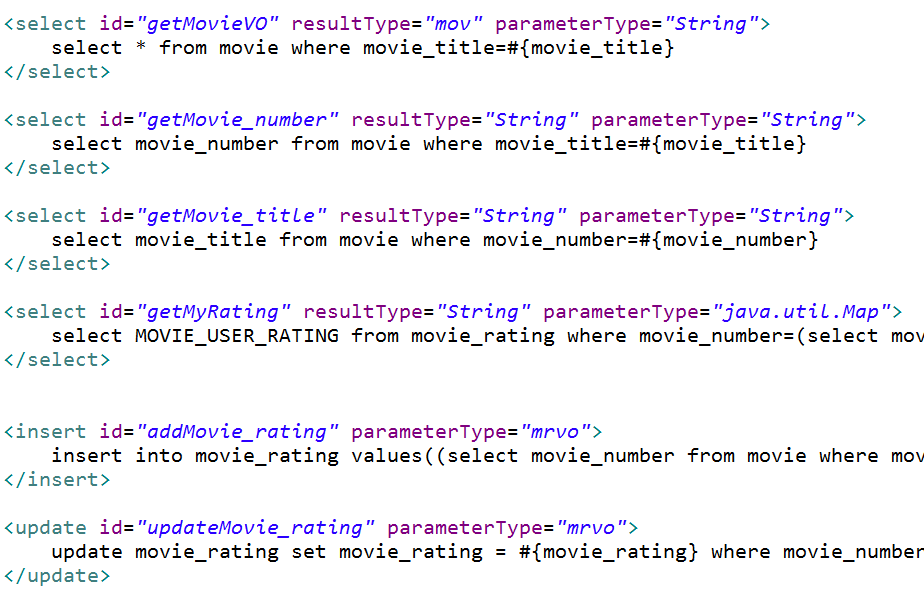 <select id="getMovieVO" resultType="mov" parameterType="String">
select * from movie where movie_title=#{movie_title}
</select>
<select id="getMovie_number" resultType="String" parameterType="String">
select movie_number from movie where movie_title=#{movie_title}
</select>
<select id="getMovie_title" resultType="String" parameterType="String">
select movie_title from movie where movie_number=#{movie_number}
</select>
<select id="getMyRating" resultType="String" parameterType="java.util.Map">
select MOVIE_USER_RATING from movie_rating where movie_number=(select mov
</select>
<insert id="addMovie_rating" parameterType="mrvo">
insert into movie_rating values((select movie_number from movie where mov
</insert>
<update id="updateMovie_rating" parameterType="mrvo">
update movie_rating set movie_rating = #{movie_rating} where movie_number
</update>